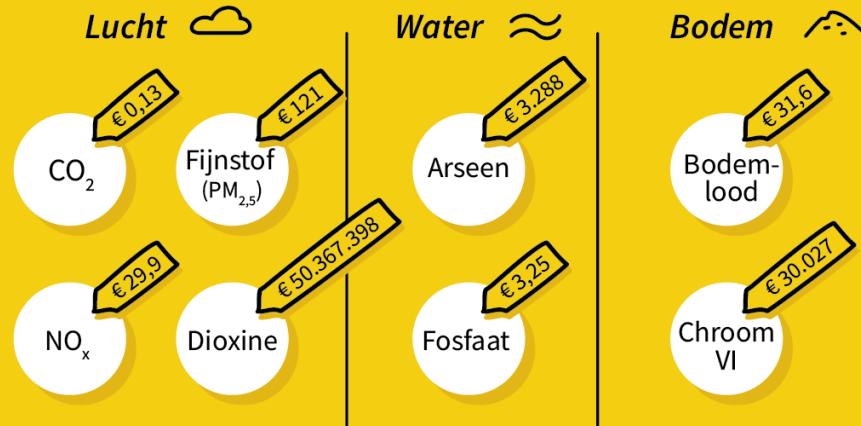 Lucht
€ 0,13
CO₂
€ 121
Fijnstof
(PM₂,₅)
€ 29,9
NOₓ
€ 50.367.398
Dioxine
Water
€ 3.288
Arseen
€ 3,25
Fosfaat
Bodem
€ 31,6
Bodem-
lood
€ 30.027
Chroom
VI